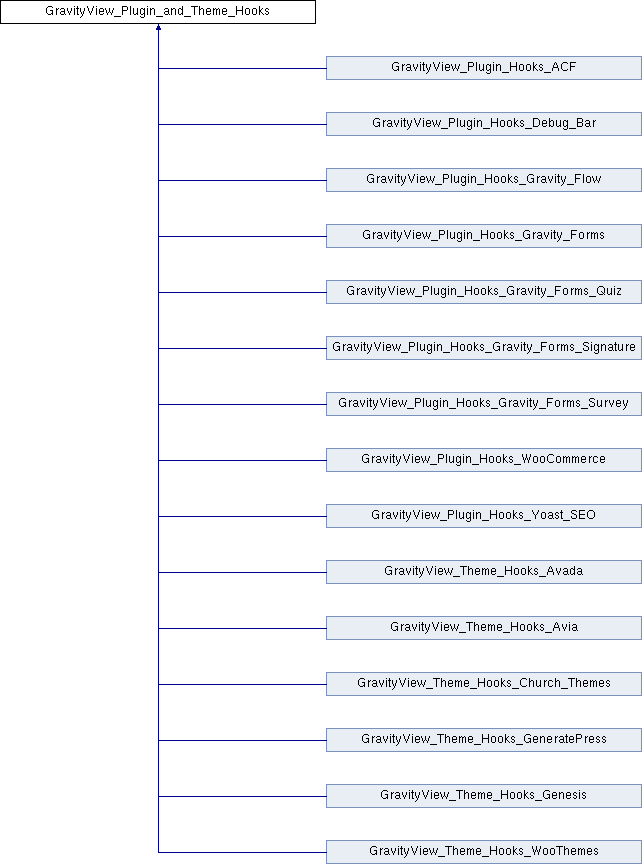 GravityView_Plugin_and_Theme_Hooks
GravityView_Plugin_Hooks_ACF
GravityView_Plugin_Hooks_Debug_Bar
GravityView_Plugin_Hooks_Gravity_Flow
GravityView_Plugin_Hooks_Gravity_Forms
GravityView_Plugin_Hooks_Gravity_Forms_Quiz
GravityView_Plugin_Hooks_Gravity_Forms_Signature
GravityView_Plugin_Hooks_Gravity_Forms_Survey
GravityView_Plugin_Hooks_WooCommerce
GravityView_Plugin_Hooks_Yoast_SEO
GravityView_Theme_Hooks_Avada
GravityView_Theme_Hooks_Avia
GravityView_Theme_Hooks_Church_Themes
GravityView_Theme_Hooks_GeneratePress
GravityView_Theme_Hooks_Genesis
GravityView_Theme_Hooks_WooThemes